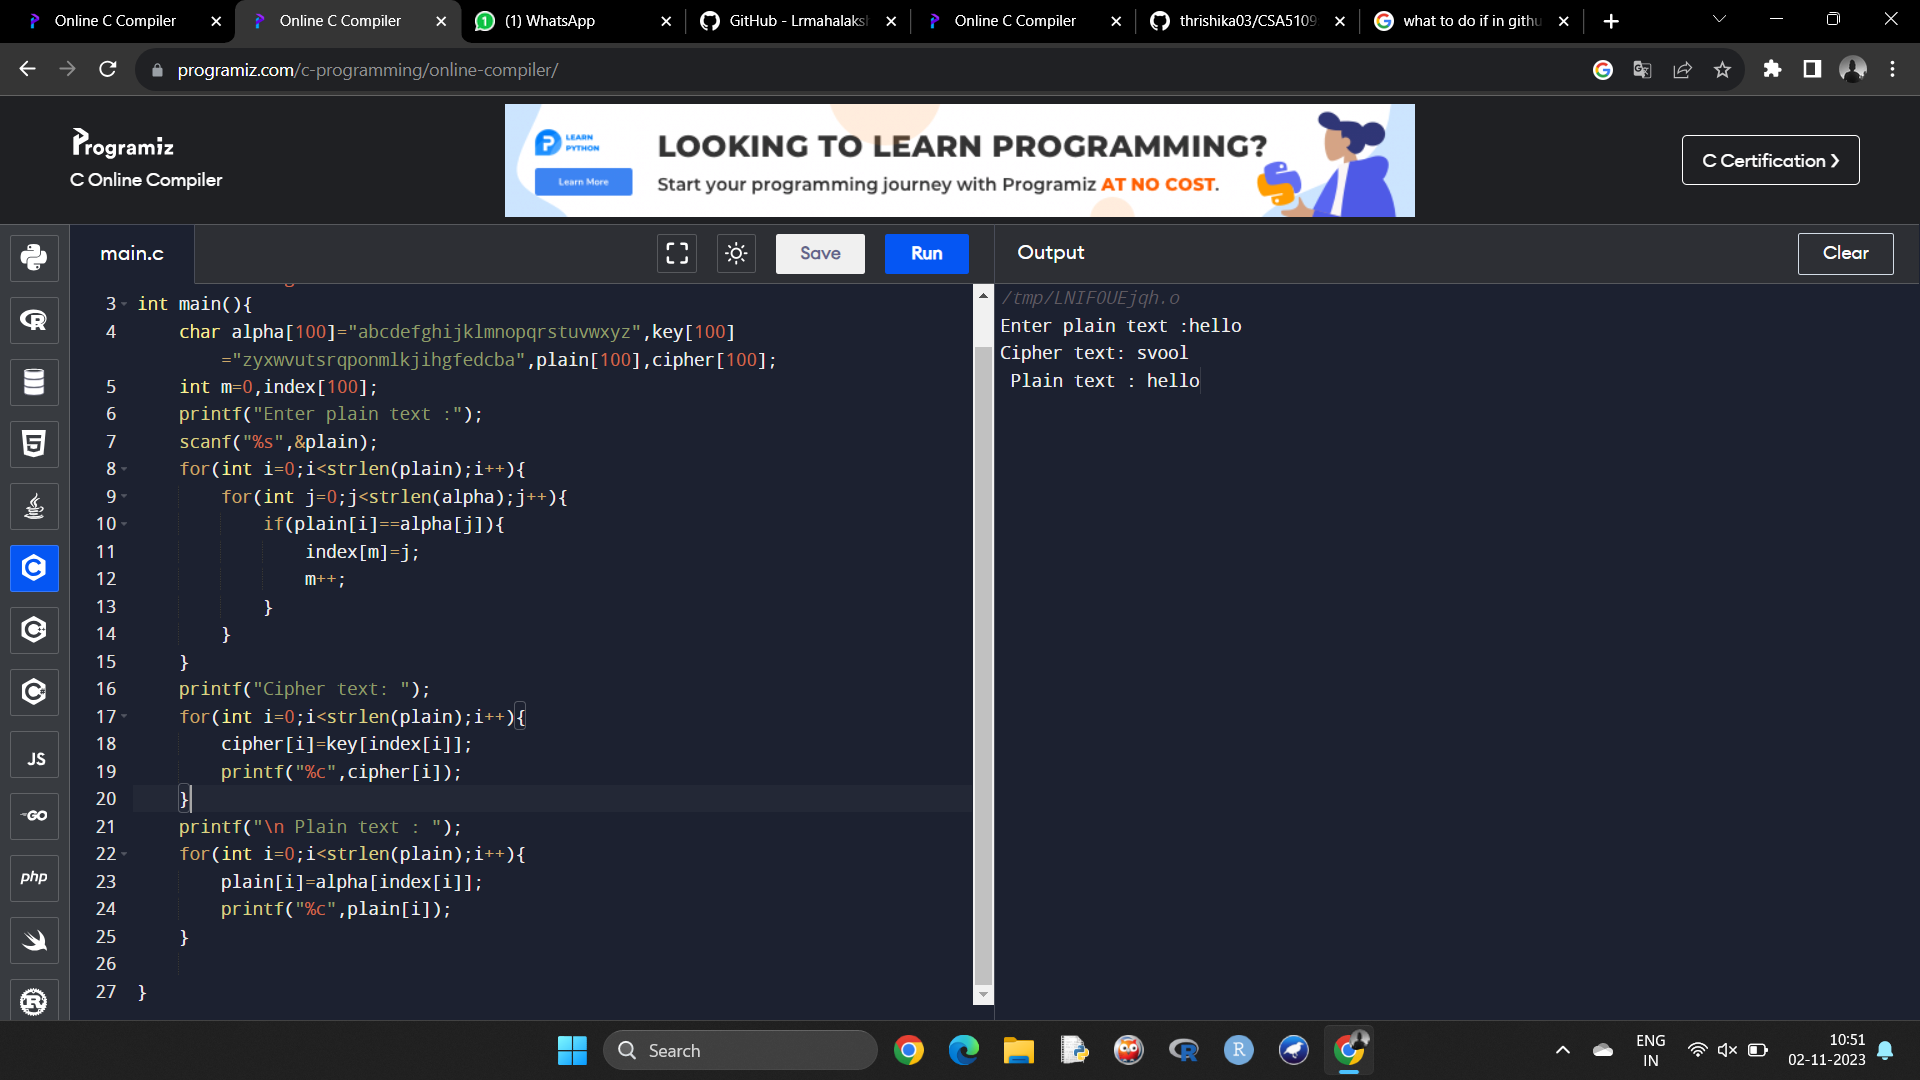 Online C Compiler
Online C Compiler
(1) WhatsApp
GitHub - Lrmahalaksh
Online C Compiler
thrishika03/CSA5109
what to do if in githu
programiz.com/c-programming/online-compiler/
Programiz
C Online Compiler
LEARN PYTHON
Learn More
LOOKING TO LEARN PROGRAMMING?
Start your programming journey with Programiz AT NO COST.
C Certification
main.c
Save
Run
Output
Clear
3 int main(){
4 char alpha[100]="abcdefghijklmnopqrstuvwxyz",key[100]
="zyxwvutsrqponmlkjihgfedcba",plain[100],cipher[100];
5 int m=0,index[100];
6 printf("Enter plain text :");
7 scanf("%s",&plain);
8 for(int i=0;i<strlen(plain);i++){
9 for(int j=0;j<strlen(alpha);j++){
10 if(plain[i]==alpha[j]){
11 index[m]=j;
12 m++;
13 }
14 }
15 }
16 printf("Cipher text: ");
17 for(int i=0;i<strlen(plain);i++){
18 cipher[i]=key[index[i]];
19 printf("%c",cipher[i]);
20 }
21 printf("\n Plain text : ");
22 for(int i=0;i<strlen(plain);i++){
23 plain[i]=alpha[index[i]];
24 printf("%c",plain[i]);
25 }
26
27 }
/tmp/LNIFOUEjqh.o
Enter plain text :hello
Cipher text: svool
Plain text : hello
JS
GO
php
Search
ENG
IN
10:51
02-11-2023